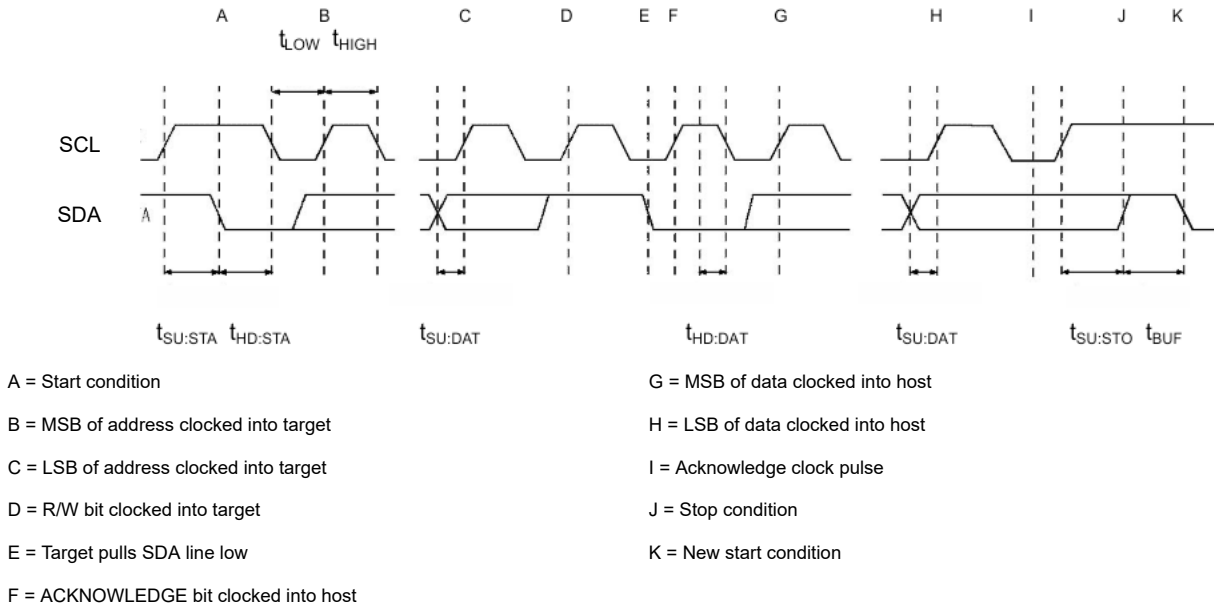 A B C D E F G H I J K
tLOW tHIGH
SCL
SDA
A
tSU:STA tHD:STA tSU:DAT tHD:DAT tSU:DAT tSU:STO tBUF
A = Start condition
B = MSB of address clocked into target
C = LSB of address clocked into target
D = R/W bit clocked into target
E = Target pulls SDA line low
F = ACKNOWLEDGE bit clocked into host
G = MSB of data clocked into host
H = LSB of data clocked into host
I = Acknowledge clock pulse
J = Stop condition
K = New start condition